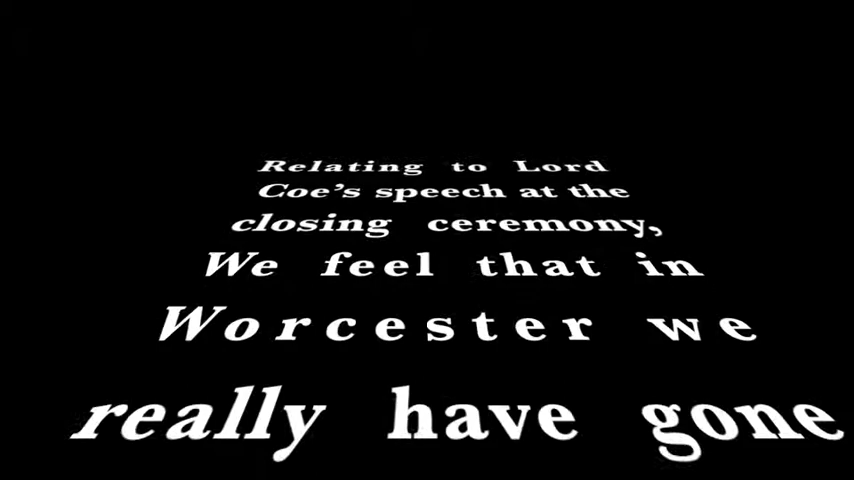 Relating to Lord
Coe's speech at the
closing ceremony,
We feel that in
Worcester we
really have gone